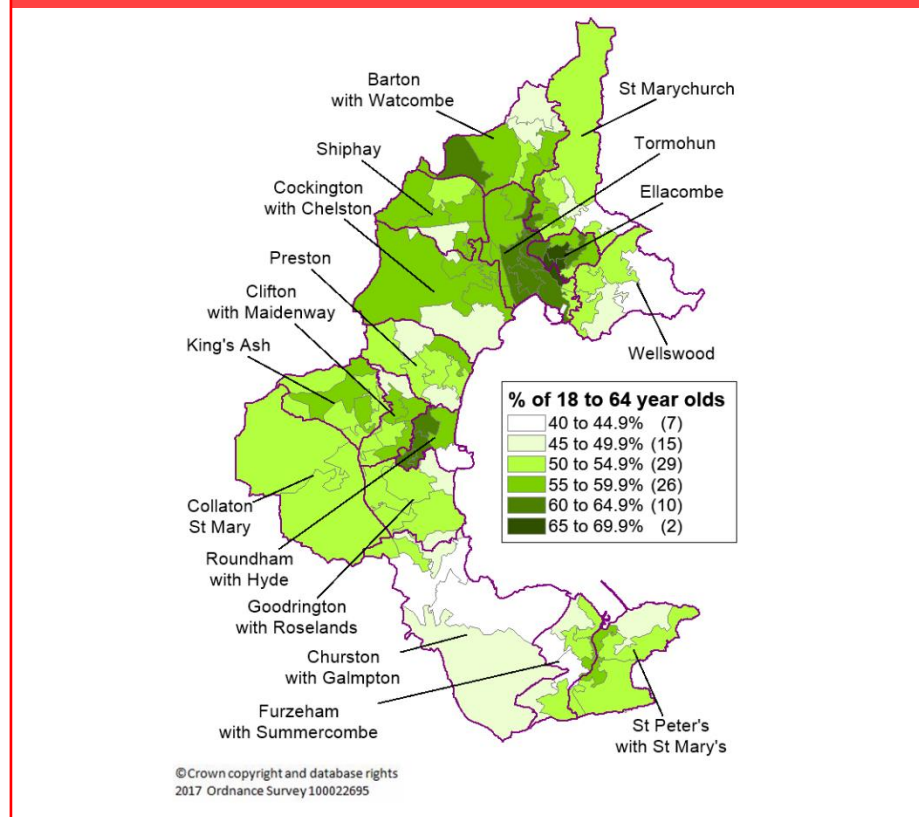 Barton
with Watcombe
St Marychurch
Shiphay
Tormohun
Cockington
with Chelston
Ellacombe
Preston
Clifton
with Maidenway
King's Ash
Wellswood
% of 18 to 64 year olds
40 to 44.9% (7)
45 to 49.9% (15)
50 to 54.9% (29)
55 to 59.9% (26)
60 to 64.9% (10)
65 to 69.9% (2)
Collaton
St Mary
Roundham
with Hyde
Goodrington
with Roselands
Churston
with Galmpton
Furzeham
with Summercombe
St Peter's
with St Mary's
©Crown copyright and database rights
2017 Ordnance Survey 100022695